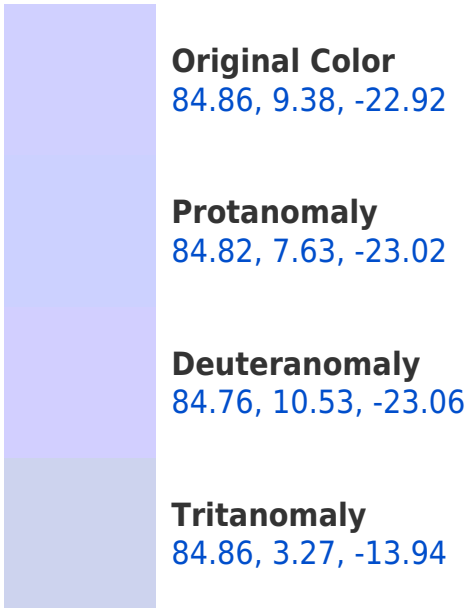 Original Color
84.86, 9.38, -22.92
Protanomaly
84.82, 7.63, -23.02
Deuteranomaly
84.76, 10.53, -23.06
Tritanomaly
84.86, 3.27, -13.94